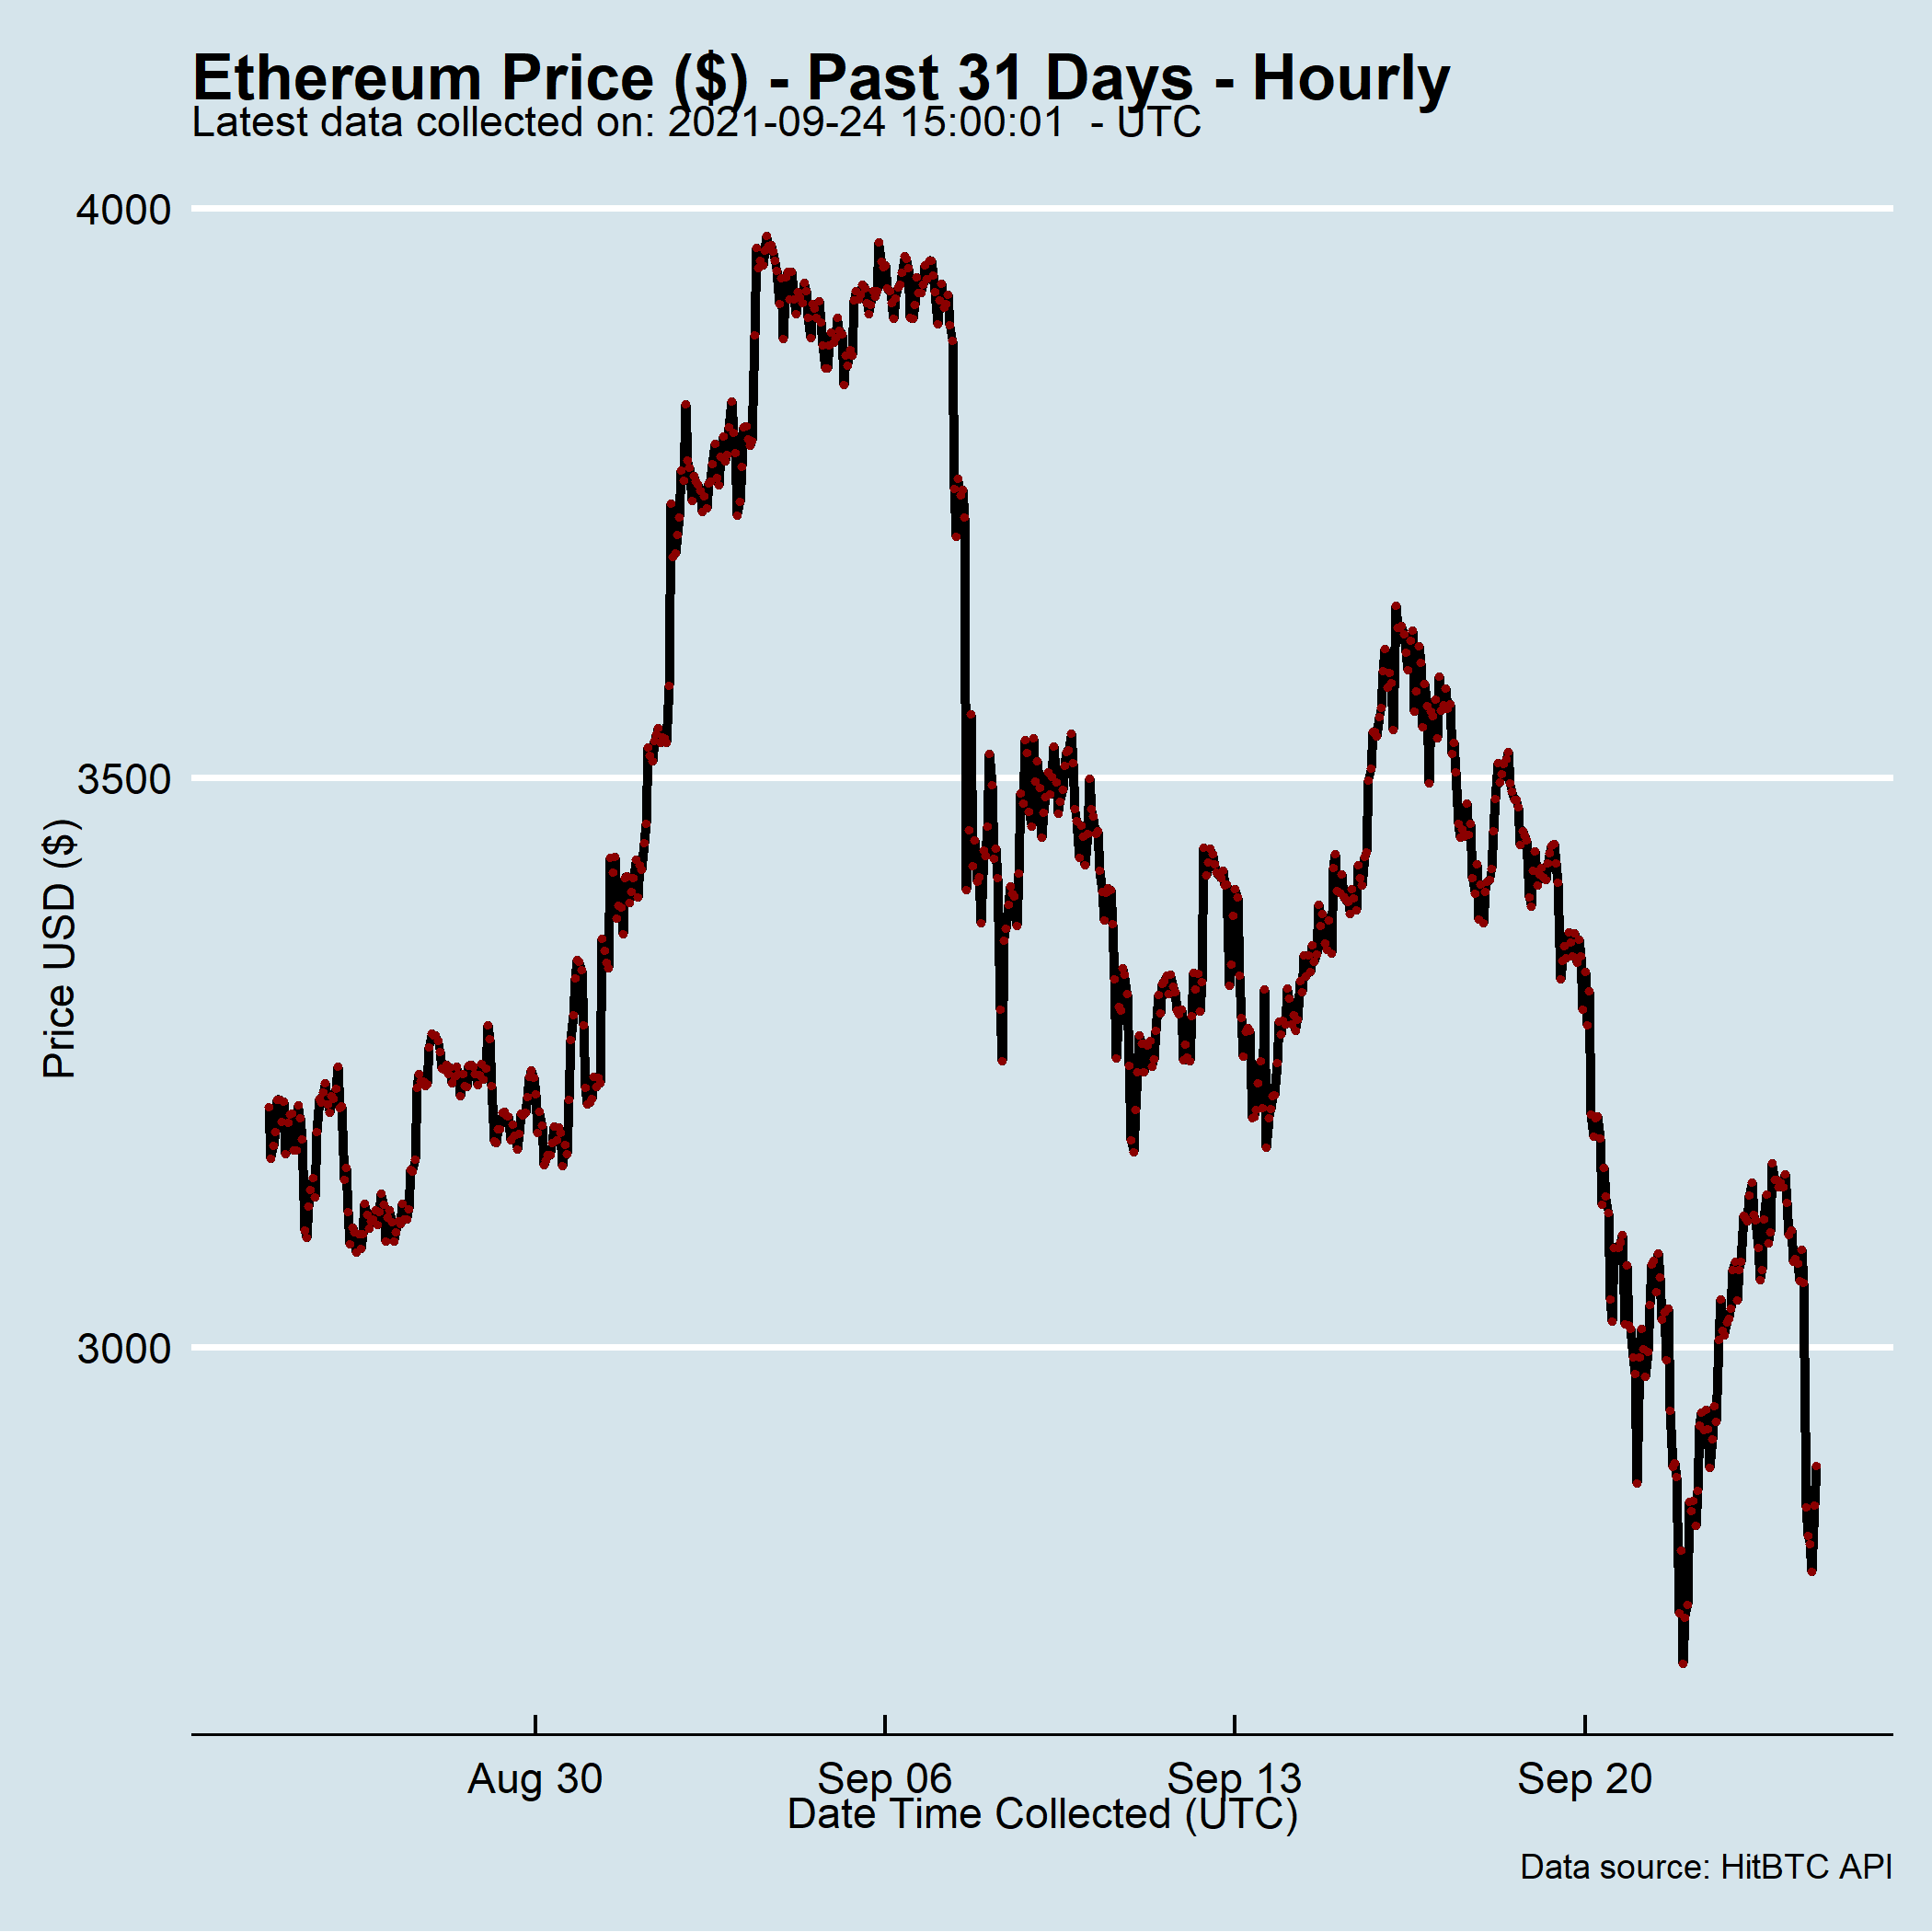 Ethereum Price ($) - Past 31 Days - Hourly
Latest data collected on: 2021-09-24 15:00:01  - UTC
4000
3500
3000
Price USD ($)
Aug 30 Sep 06 Sep 13 Sep 20
Date Time Collected (UTC)
Data source: HitBTC API